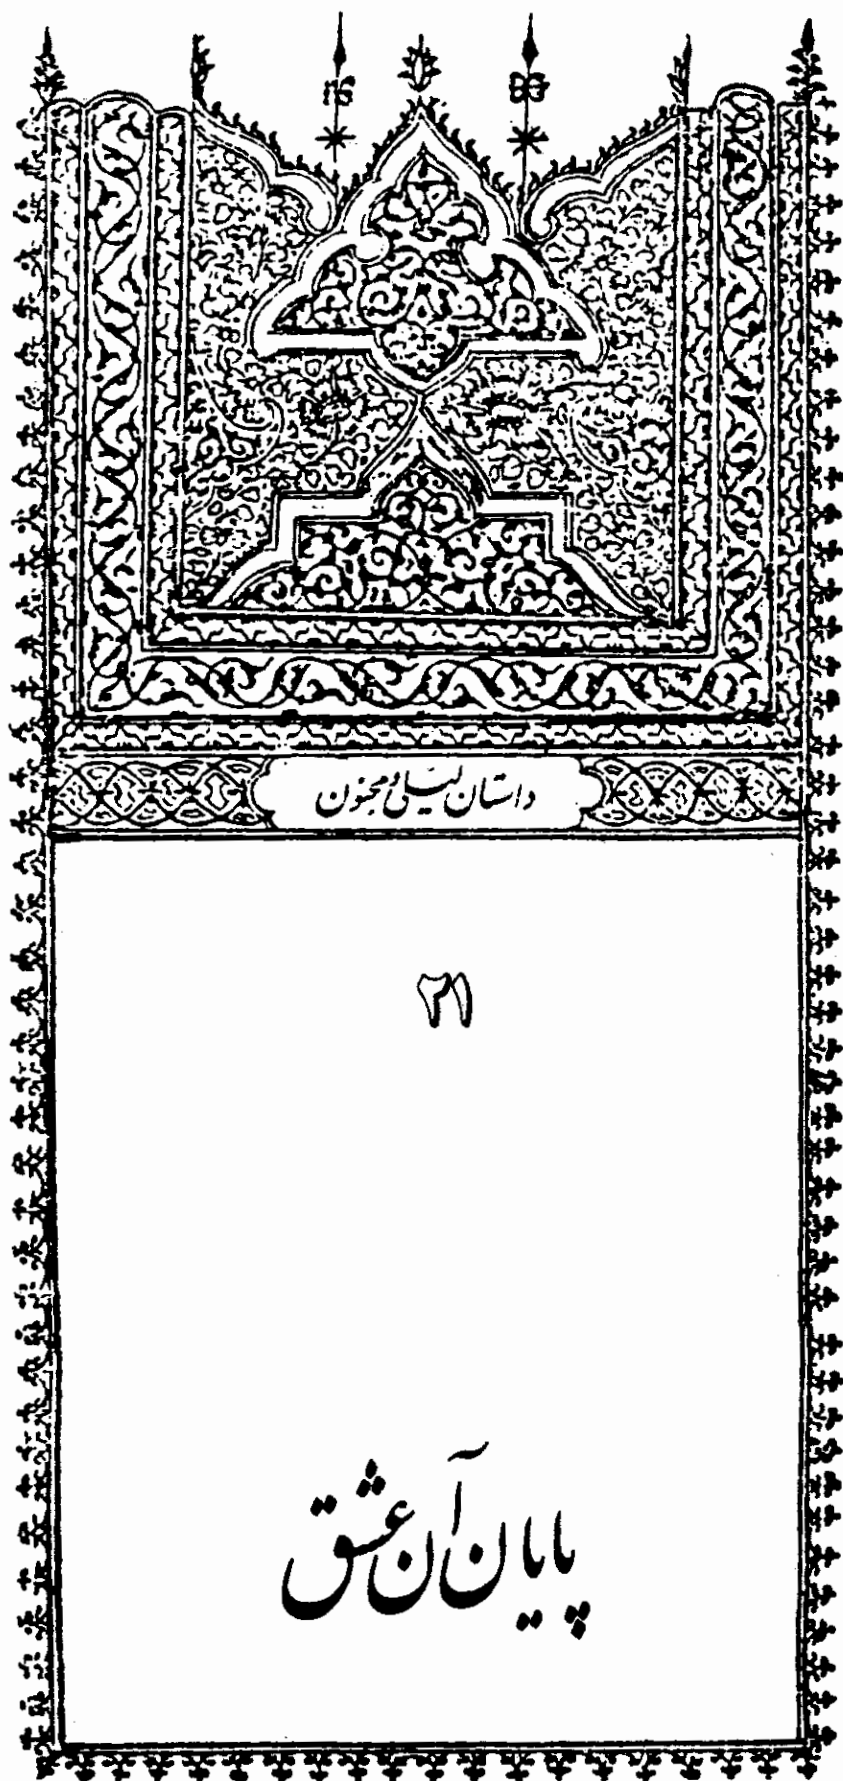 داستان لیلی و مجنون
۲۱
پایان آن عشق